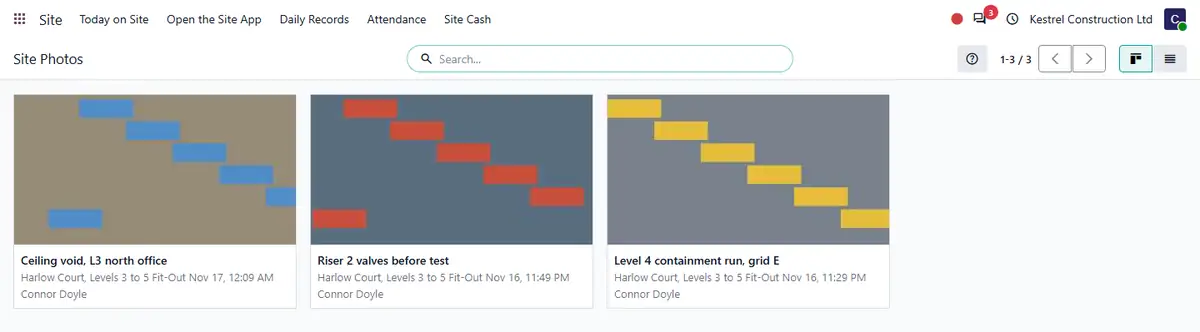 Site Today on Site Open the Site App Daily Records Attendance Site Cash 3 Kestrel Construction Ltd C
Site Photos Search... 1-3 / 3
Ceiling void, L3 north office
Harlow Court, Levels 3 to 5 Fit-Out Nov 17, 12:09 AM
Connor Doyle
Riser 2 valves before test
Harlow Court, Levels 3 to 5 Fit-Out Nov 16, 11:49 PM
Connor Doyle
Level 4 containment run, grid E
Harlow Court, Levels 3 to 5 Fit-Out Nov 16, 11:29 PM
Connor Doyle